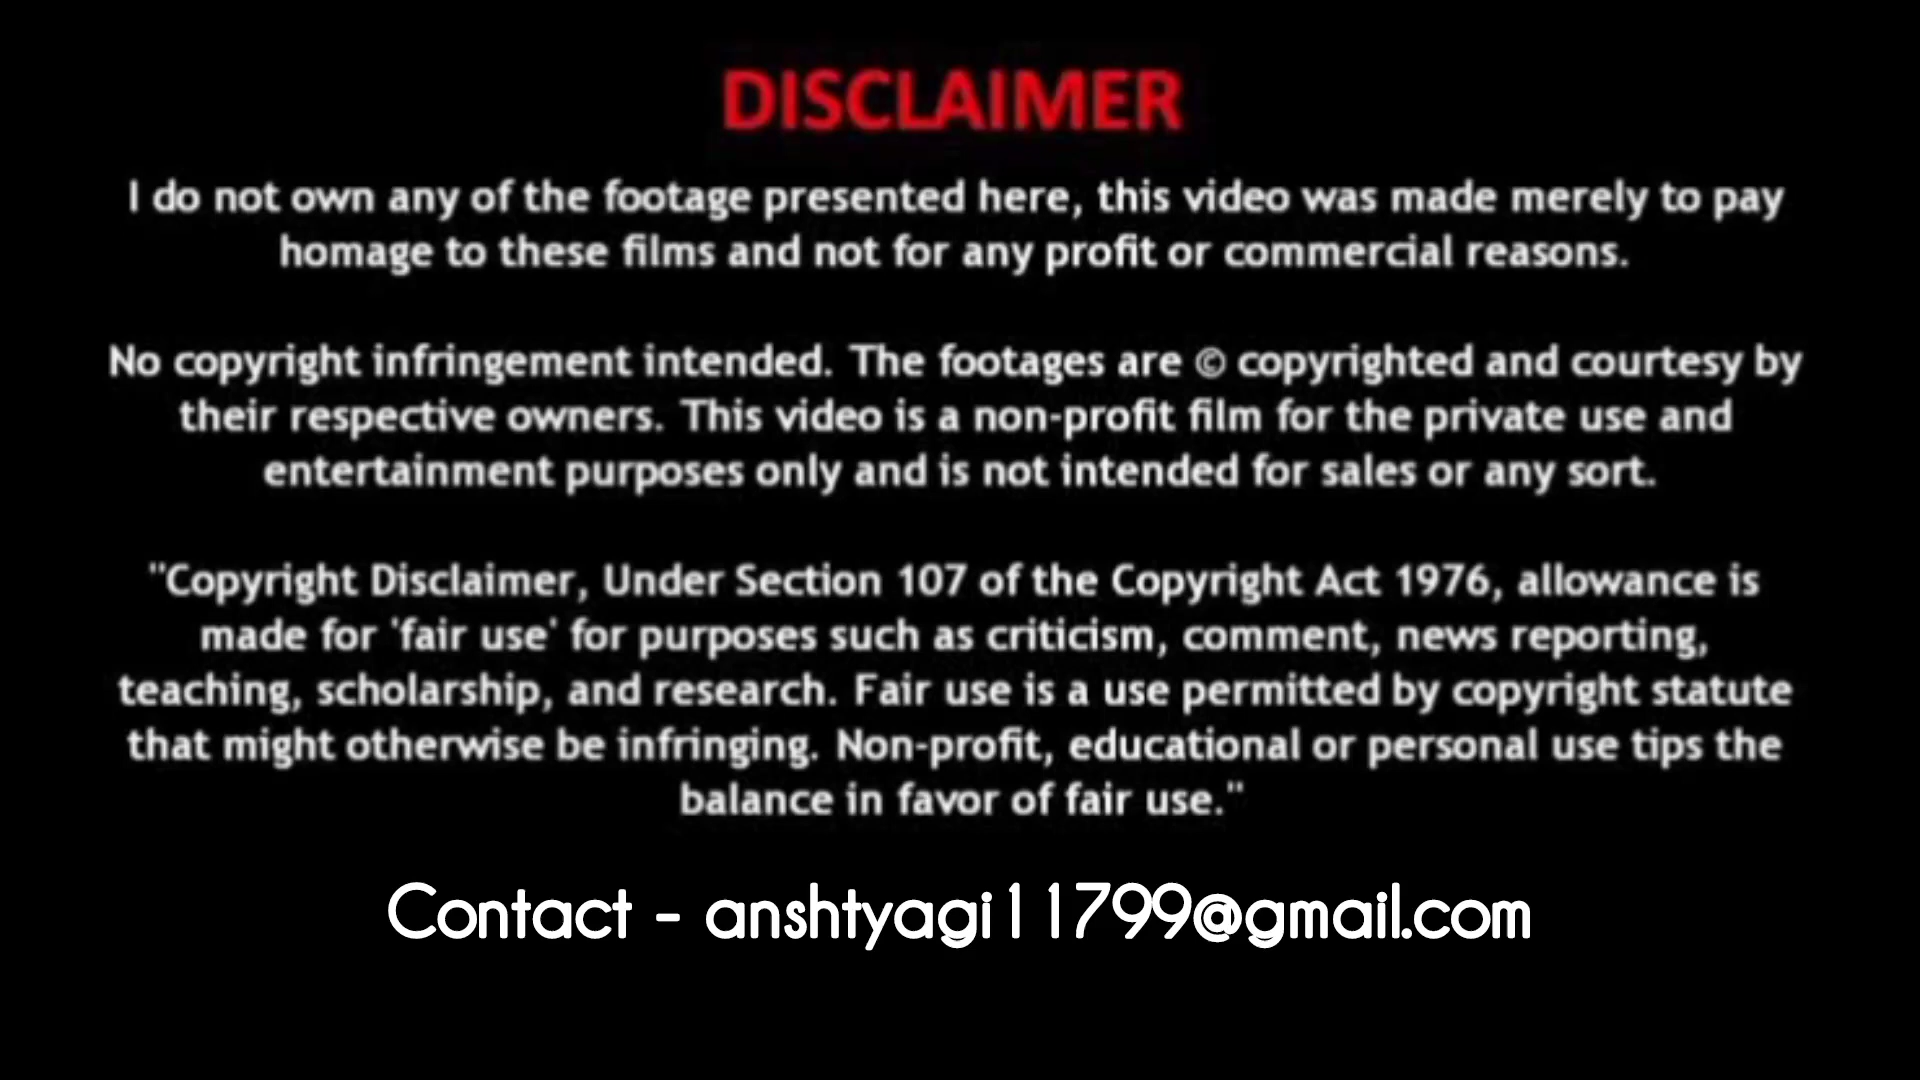 DISCLAIMER
I do not own any of the footage presented here, this video was made merely to pay
homage to these films and not for any profit or commercial reasons.
No copyright infringement intended. The footages are © copyrighted and courtesy by
their respective owners. This video is a non-profit film for the private use and
entertainment purposes only and is not intended for sales or any sort.
"Copyright Disclaimer, Under Section 107 of the Copyright Act 1976, allowance is
made for 'fair use' for purposes such as criticism, comment, news reporting,
teaching, scholarship, and research. Fair use is a use permitted by copyright statute
that might otherwise be infringing. Non-profit, educational or personal use tips the
balance in favor of fair use."
Contact - anshtyagi11799@gmail.com